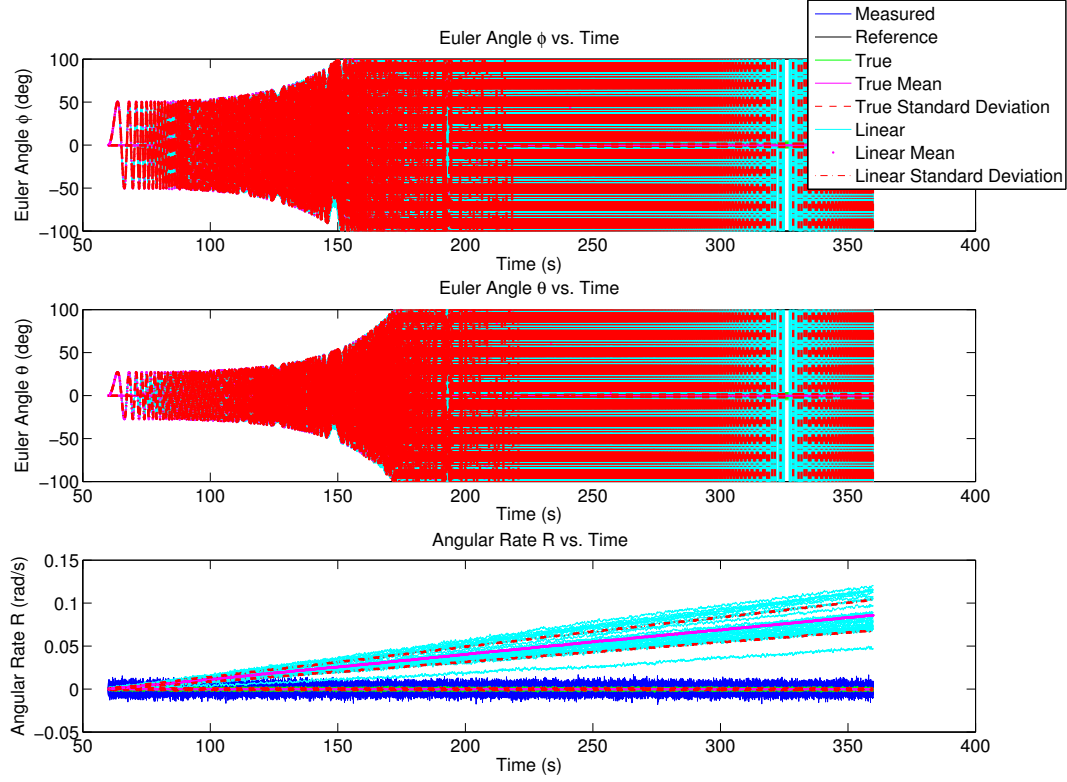 Euler Angle ϕ vs. Time
Euler Angle ϕ (deg)
100
50
0
−50
−100
50
100
150
200
250
300
350
400
Time (s)
Measured
Reference
True
True Mean
True Standard Deviation
Linear
Linear Mean
Linear Standard Deviation
Euler Angle θ vs. Time
Euler Angle θ (deg)
100
50
0
−50
−100
50
100
150
200
250
300
350
400
Time (s)
Angular Rate R vs. Time
Angular Rate R (rad/s)
0.15
0.1
0.05
0
−0.05
50
100
150
200
250
300
350
400
Time (s)